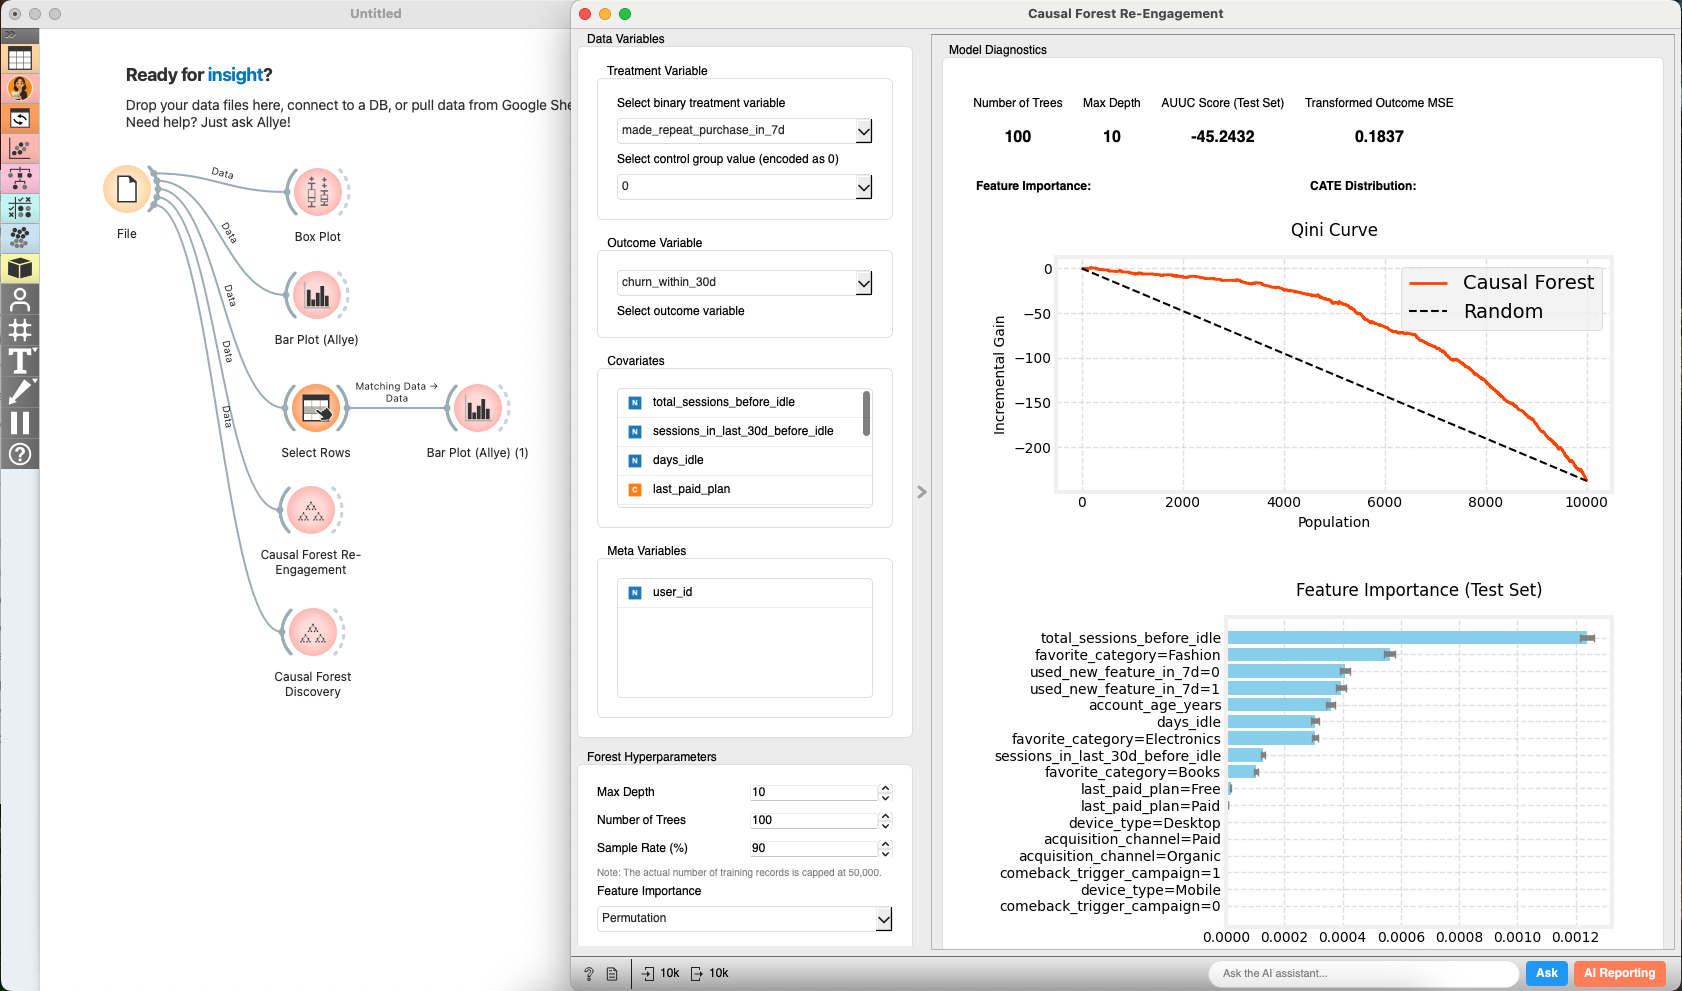 Untitled
Ready for insight?
Drop your data files here, connect to a DB, or pull data from Google She
Need help? Just ask Allye!
File
Data
Data
Data
Data
Data
Box Plot
Bar Plot (Allye)
Select Rows
Matching Data →
Data
Bar Plot (Allye) (1)
Causal Forest Re-
Engagement
Causal Forest
Discovery
Causal Forest Re-Engagement
Data Variables
Treatment Variable
Select binary treatment variable
made_repeat_purchase_in_7d
Select control group value (encoded as 0)
0
Outcome Variable
churn_within_30d
Select outcome variable
Covariates
N total_sessions_before_idle
N sessions_in_last_30d_before_idle
N days_idle
C last_paid_plan
Meta Variables
N user_id
Forest Hyperparameters
Max Depth 10
Number of Trees 100
Sample Rate (%) 90
Note: The actual number of training records is capped at 50,000.
Feature Importance
Permutation
Model Diagnostics
Number of Trees Max Depth AUUC Score (Test Set) Transformed Outcome MSE
100 10 -45.2432 0.1837
Feature Importance: CATE Distribution:
Qini Curve
Causal Forest
Random
Incremental Gain
0
−50
−100
−150
−200
0 2000 4000 6000 8000 10000
Population
Feature Importance (Test Set)
total_sessions_before_idle
favorite_category=Fashion
used_new_feature_in_7d=0
used_new_feature_in_7d=1
account_age_years
days_idle
favorite_category=Electronics
sessions_in_last_30d_before_idle
favorite_category=Books
last_paid_plan=Free
last_paid_plan=Paid
device_type=Desktop
acquisition_channel=Paid
acquisition_channel=Organic
comeback_trigger_campaign=1
device_type=Mobile
comeback_trigger_campaign=0
0.0000 0.0002 0.0004 0.0006 0.0008 0.0010 0.0012
? 10k 10k
Ask the AI assistant...
Ask
AI Reporting